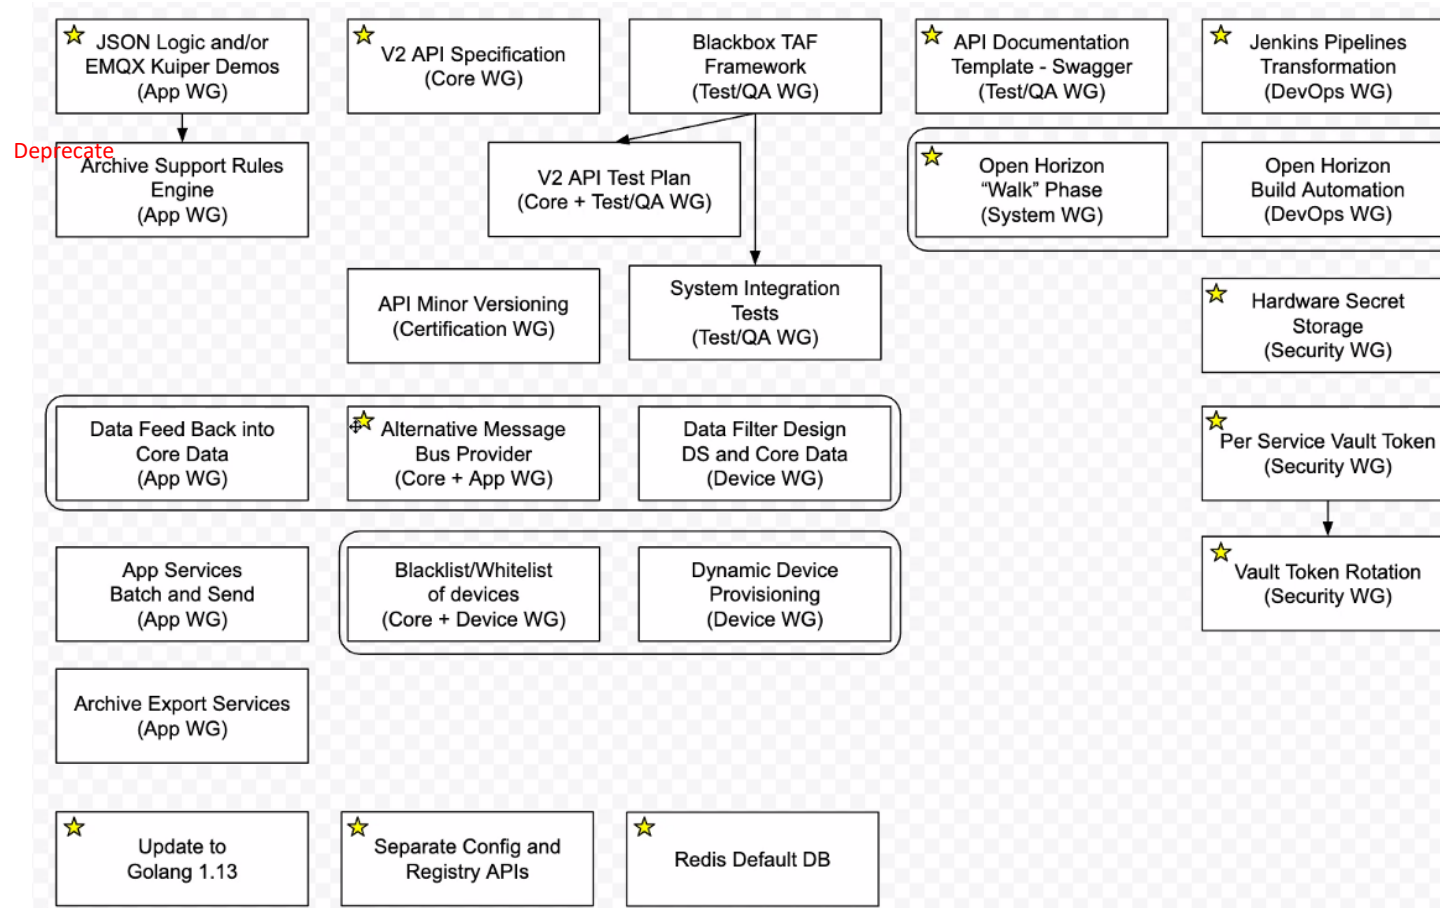 JSON Logic and/or
EMQX Kuiper Demos
(App WG)
V2 API Specification
(Core WG)
Blackbox TAF
Framework
(Test/QA WG)
API Documentation
Template - Swagger
(Test/QA WG)
Jenkins Pipelines
Transformation
(DevOps WG)
Deprecate
Archive Support Rules
Engine
(App WG)
V2 API Test Plan
(Core + Test/QA WG)
Open Horizon
“Walk” Phase
(System WG)
Open Horizon
Build Automation
(DevOps WG)
API Minor Versioning
(Certification WG)
System Integration
Tests
(Test/QA WG)
Hardware Secret
Storage
(Security WG)
Data Feed Back into
Core Data
(App WG)
Alternative Message
Bus Provider
(Core + App WG)
Data Filter Design
DS and Core Data
(Device WG)
Per Service Vault Token
(Security WG)
App Services
Batch and Send
(App WG)
Blacklist/Whitelist
of devices
(Core + Device WG)
Dynamic Device
Provisioning
(Device WG)
Vault Token Rotation
(Security WG)
Archive Export Services
(App WG)
Update to
Golang 1.13
Separate Config and
Registry APIs
Redis Default DB